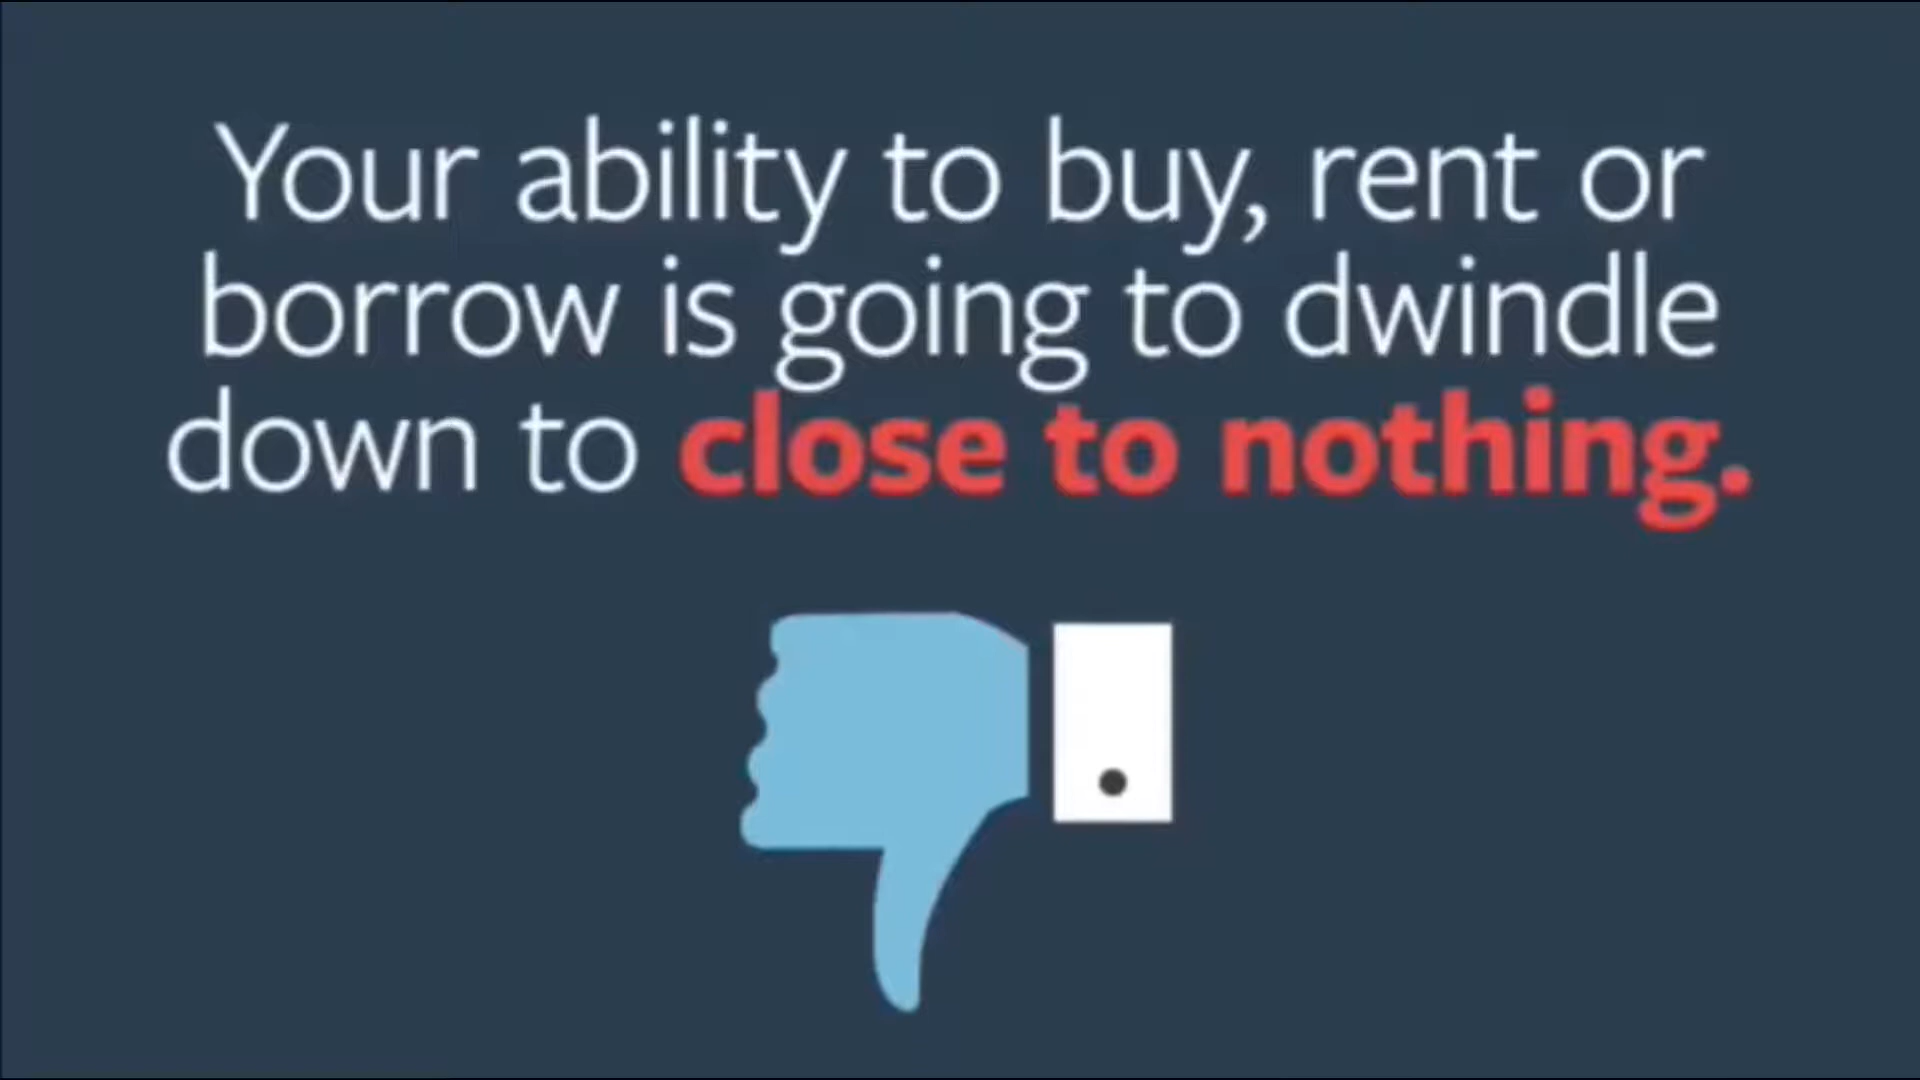 Your ability to buy, rent or
borrow is going to dwindle
down to close to nothing.